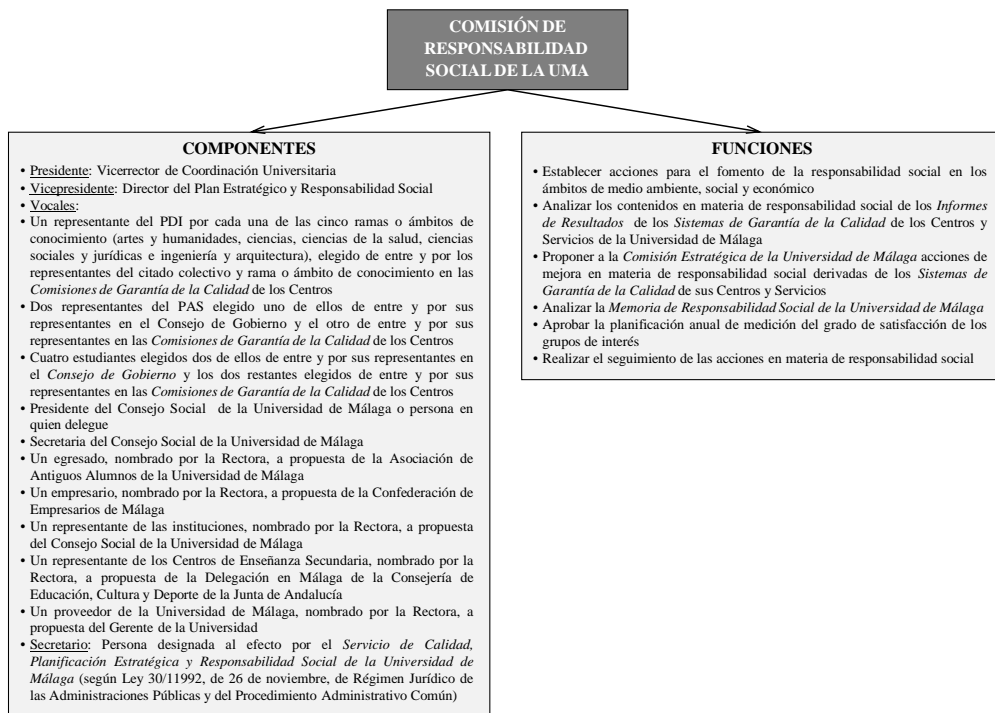 COMISIÓN DE
RESPONSABILIDAD
SOCIAL DE LA UMA
COMPONENTES
• Presidente: Vicerrector de Coordinación Universitaria
• Vicepresidente: Director del Plan Estratégico y Responsabilidad Social
• Vocales:
• Un representante del PDI por cada una de las cinco ramas o ámbitos de
conocimiento (artes y humanidades, ciencias, ciencias de la salud, ciencias
sociales y jurídicas e ingeniería y arquitectura), elegido de entre y por los
representantes del citado colectivo y rama o ámbito de conocimiento en las
Comisiones de Garantía de la Calidad de los Centros
• Dos representantes del PAS elegido uno de ellos de entre y por sus
representantes en el Consejo de Gobierno y el otro de entre y por sus
representantes en las Comisiones de Garantía de la Calidad de los Centros
• Cuatro estudiantes elegidos dos de ellos de entre y por sus representantes en
el Consejo de Gobierno y los dos restantes elegidos de entre y por sus
representantes en las Comisiones de Garantía de la Calidad de los Centros
• Presidente del Consejo Social de la Universidad de Málaga o persona en
quien delegue
• Secretaria del Consejo Social de la Universidad de Málaga
• Un egresado, nombrado por la Rectora, a propuesta de la Asociación de
Antiguos Alumnos de la Universidad de Málaga
• Un empresario, nombrado por la Rectora, a propuesta de la Confederación de
Empresarios de Málaga
• Un representante de las instituciones, nombrado por la Rectora, a propuesta
del Consejo Social de la Universidad de Málaga
• Un representante de los Centros de Enseñanza Secundaria, nombrado por la
Rectora, a propuesta de la Delegación en Málaga de la Consejería de
Educación, Cultura y Deporte de la Junta de Andalucía
• Un proveedor de la Universidad de Málaga, nombrado por la Rectora, a
propuesta del Gerente de la Universidad
• Secretario: Persona designada al efecto por el Servicio de Calidad,
Planificación Estratégica y Responsabilidad Social de la Universidad de
Málaga (según Ley 30/11992, de 26 de noviembre, de Régimen Jurídico de
las Administraciones Públicas y del Procedimiento Administrativo Común)
FUNCIONES
• Establecer acciones para el fomento de la responsabilidad social en los
ámbitos de medio ambiente, social y económico
• Analizar los contenidos en materia de responsabilidad social de los Informes
de Resultados de los Sistemas de Garantía de la Calidad de los Centros y
Servicios de la Universidad de Málaga
• Proponer a la Comisión Estratégica de la Universidad de Málaga acciones de
mejora en materia de responsabilidad social derivadas de los Sistemas de
Garantía de la Calidad de sus Centros y Servicios
• Analizar la Memoria de Responsabilidad Social de la Universidad de Málaga
• Aprobar la planificación anual de medición del grado de satisfacción de los
grupos de interés
• Realizar el seguimiento de las acciones en materia de responsabilidad social